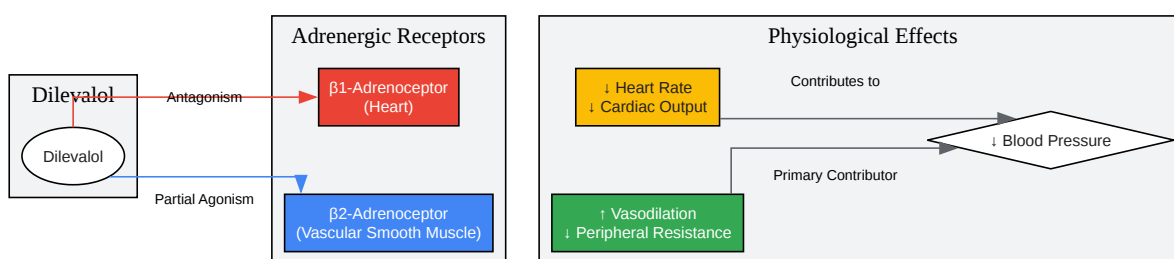 Adrenergic Receptors
Physiological Effects
Dilevalol
Antagonism
β1-Adrenoceptor
(Heart)
↓ Heart Rate
↓ Cardiac Output
Contributes to
Dilevalol
↓ Blood Pressure
Partial Agonism
Primary Contributor
β2-Adrenoceptor
(Vascular Smooth Muscle)
↑ Vasodilation
↓ Peripheral Resistance